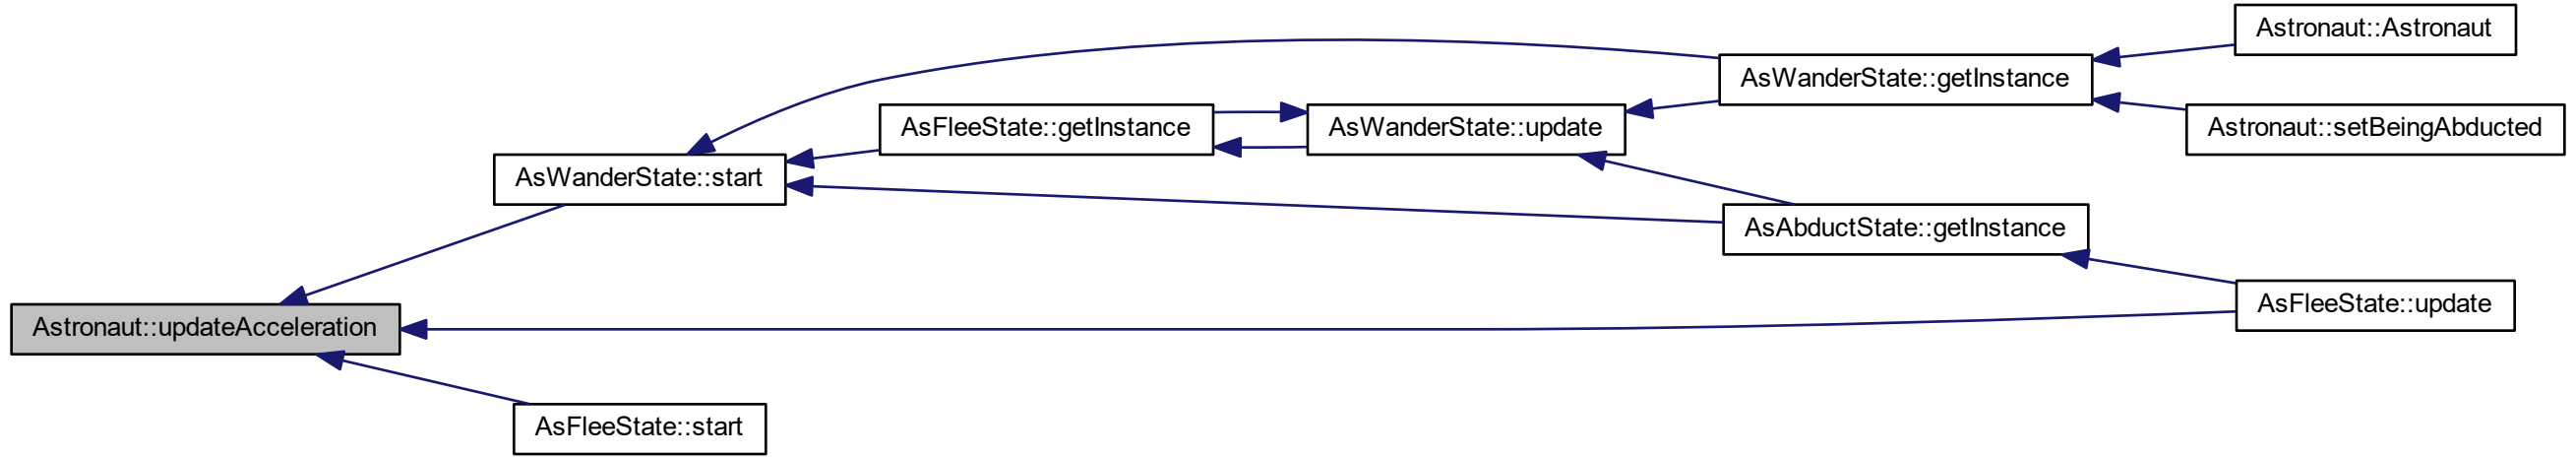 Astronaut::Astronaut
AsWanderState::getInstance
AsFleeState::getInstance
AsWanderState::update
Astronaut::setBeingAbducted
AsWanderState::start
AsAbductState::getInstance
Astronaut::updateAcceleration
AsFleeState::update
AsFleeState::start